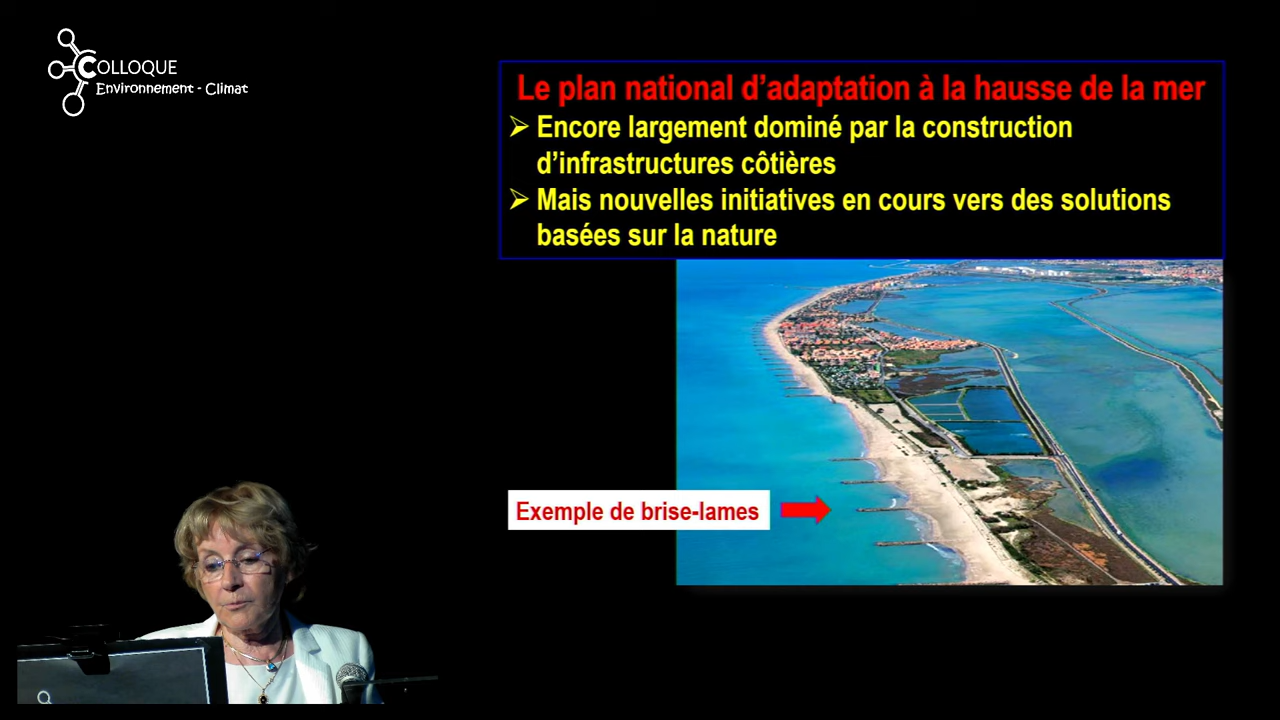 COLLOQUE
Environnement - Climat
Le plan national d’adaptation à la hausse de la mer
➢ Encore largement dominé par la construction
d’infrastructures côtières
➢ Mais nouvelles initiatives en cours vers des solutions
basées sur la nature
Exemple de brise-lames